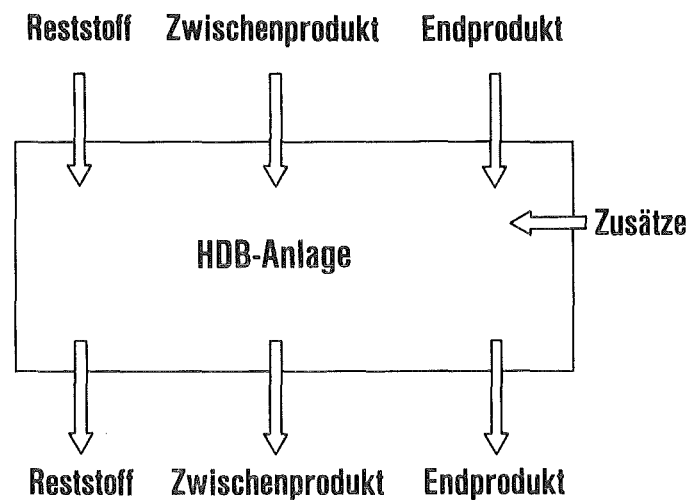 Reststoff Zwischenprodukt Endprodukt
Zusätze
HDB-Anlage
Reststoff Zwischenprodukt Endprodukt